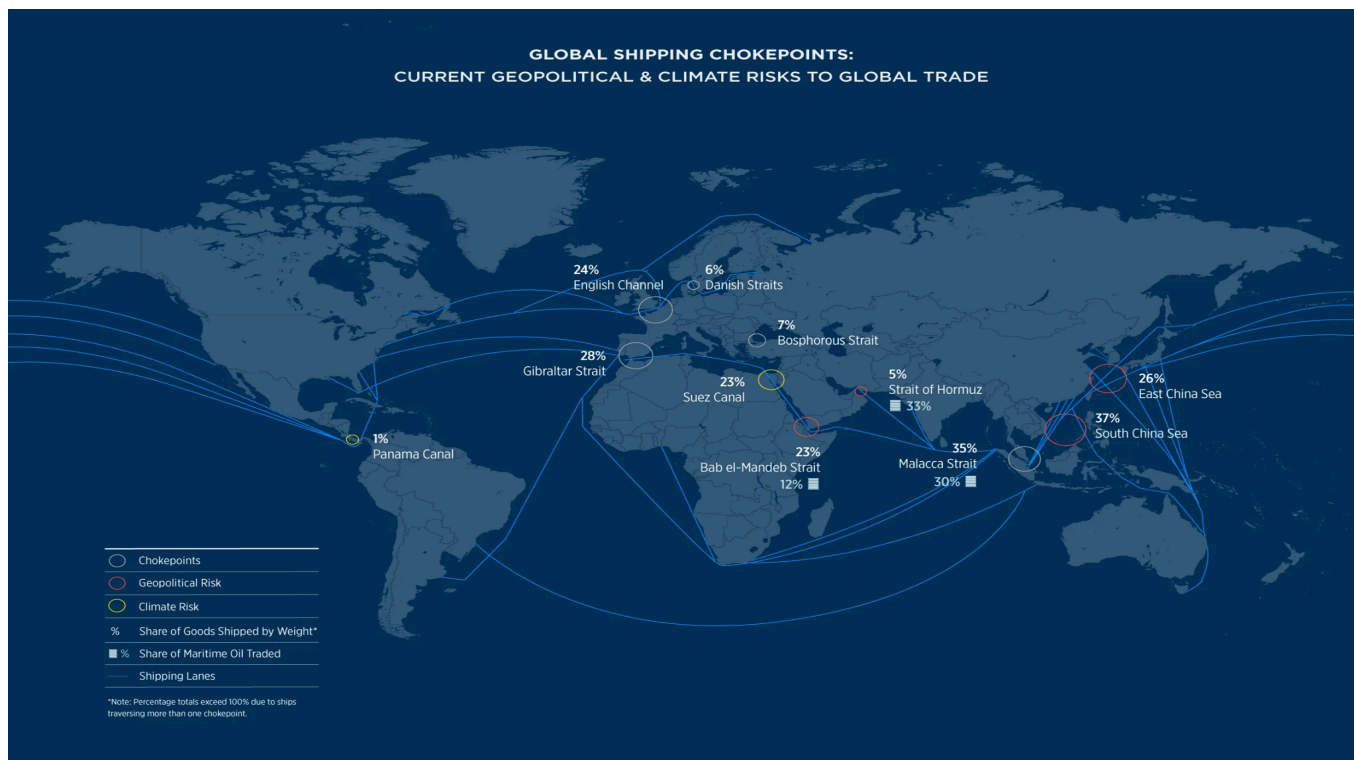 GLOBAL SHIPPING CHOKEPOINTS:
CURRENT GEOPOLITICAL & CLIMATE RISKS TO GLOBAL TRADE
24%
English Channel
6%
Danish Straits
7%
Bosphorous Strait
28%
Gibraltar Strait
23%
Suez Canal
5%
Strait of Hormuz
33%
26%
East China Sea
37%
South China Sea
1%
Panama Canal
23%
Bab el-Mandeb Strait
12%
35%
Malacca Strait
30%
Chokepoints
Geopolitical Risk
Climate Risk
% Share of Goods Shipped by Weight*
% Share of Maritime Oil Traded
Shipping Lanes
*Note: Percentage totals exceed 100% due to ships
traversing more than one chokepoint.